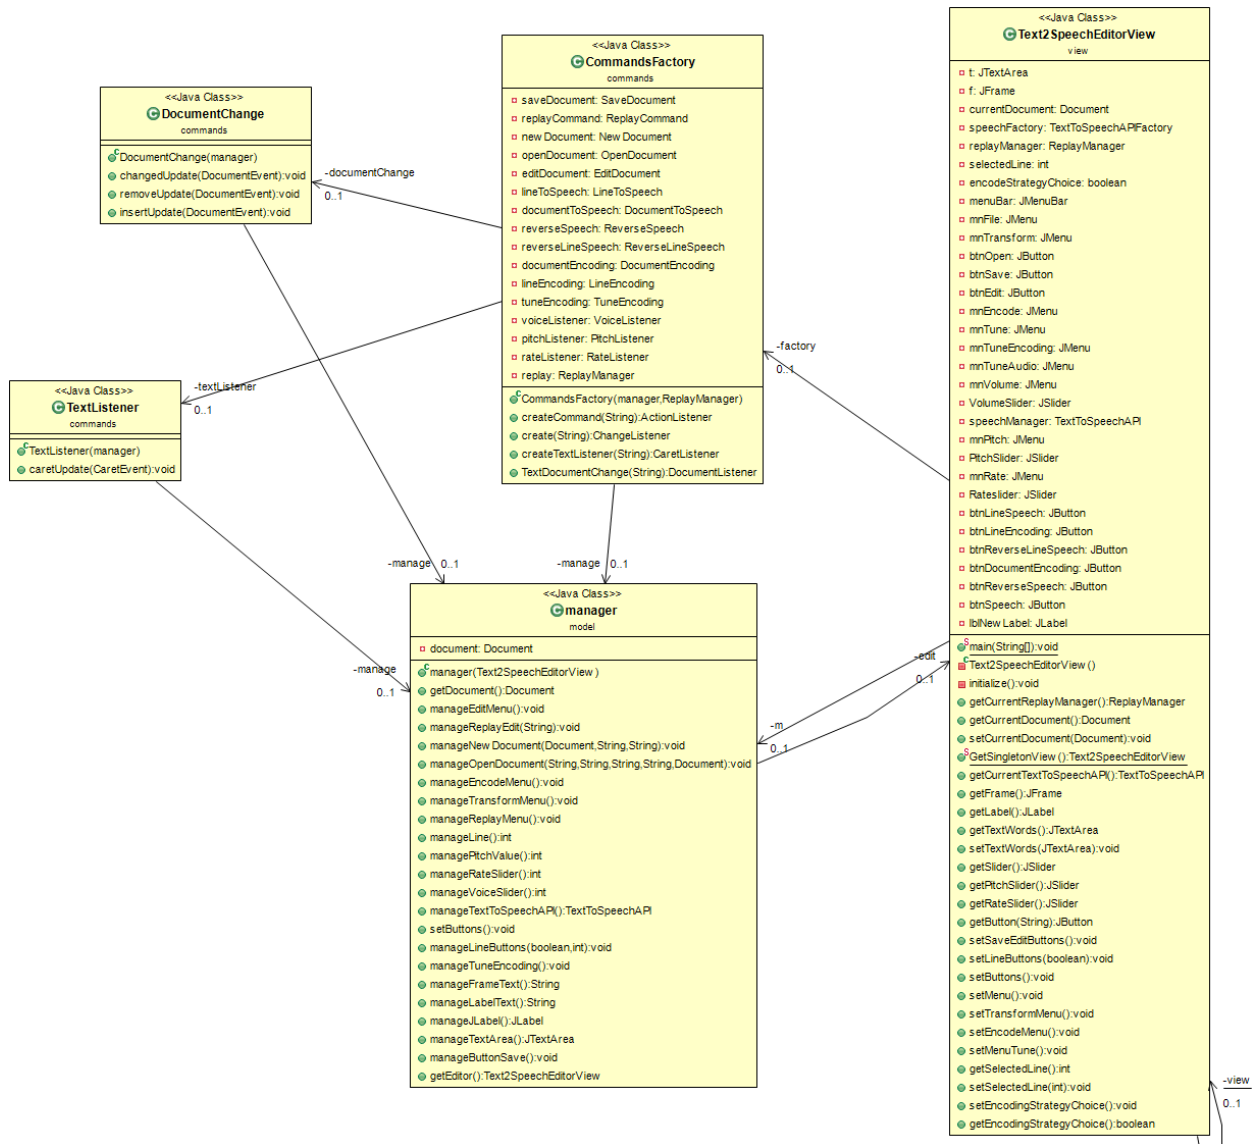 <<Java Class>>
DocumentChange
commands
DocumentChange(manager)
changedUpdate(DocumentEvent):void
removeUpdate(DocumentEvent):void
insertUpdate(DocumentEvent):void
<<Java Class>>
CommandsFactory
commands
saveDocument: SaveDocument
replayCommand: ReplayCommand
newDocument: NewDocument
openDocument: OpenDocument
editDocument: EditDocument
lineToSpeech: LineToSpeech
documentToSpeech: DocumentToSpeech
reverseSpeech: ReverseSpeech
reverseLineSpeech: ReverseLineSpeech
documentEncoding: DocumentEncoding
lineEncoding: LineEncoding
tuneEncoding: TuneEncoding
voiceListener: VoiceListener
pitchListener: PitchListener
rateListener: RateListener
replay: ReplayManager
CommandsFactory(manager,ReplayManager)
createCommand(String):ActionListener
create(String):ChangeListener
createTextListener(String):CaretListener
TextDocumentChange(String):DocumentListener
-documentChange
0..1
-textListener
0..1
<<Java Class>>
TextListener
commands
TextListener(manager)
caretUpdate(CaretEvent):void
-factory
0..1
-manage 0..1
-manage 0..1
-manage
0..1
<<Java Class>>
manager
model
document: Document
manager(Text2SpeechEditorView)
getDocument():Document
manageEditMenu():void
manageReplayEdit(String):void
manageNewDocument(Document,String,String):void
manageOpenDocument(String,String,String,String,Document):void
manageEncodeMenu():void
manageTransformMenu():void
manageReplayMenu():void
manageLine():int
managePitchValue():int
manageRateSlider():int
manageVoiceSlider():int
manageTextToSpeechAPI():TextToSpeechAPI
setButtons():void
manageLineButtons(boolean,int):void
manageTuneEncoding():void
manageFrameText():String
manageLabelText():String
manageJLabel():JLabel
manageTextArea():JTextArea
manageButtonSave():void
getEditor():Text2SpeechEditorView
-edit
0..1
-m
0..1
<<Java Class>>
Text2SpeechEditorView
view
t: JTextArea
f: JFrame
currentDocument: Document
speechFactory: TextToSpeechAPIFactory
replayManager: ReplayManager
selectedLine: int
encodeStrategyChoice: boolean
menuBar: JMenuBar
mnFile: JMenu
mnTransform: JMenu
btnOpen: JButton
btnSave: JButton
btnEdit: JButton
mnEncode: JMenu
mnTune: JMenu
mnTuneEncoding: JMenu
mnTuneAudio: JMenu
mnVolume: JMenu
VolumeSlider: JSlider
speechManager: TextToSpeechAPI
mnPitch: JMenu
PitchSlider: JSlider
mnRate: JMenu
Rateslider: JSlider
btnLineSpeech: JButton
btnLineEncoding: JButton
btnReverseLineSpeech: JButton
btnDocumentEncoding: JButton
btnReverseSpeech: JButton
btnSpeech: JButton
lblNewLabel: JLabel
main(String[]):void
Text2SpeechEditorView()
initialize():void
getCurrentReplayManager():ReplayManager
getCurrentDocument():Document
setCurrentDocument(Document):void
GetSingletonView():Text2SpeechEditorView
getCurrentTextToSpeechAPI():TextToSpeechAPI
getFrame():JFrame
getLabel():JLabel
getTextWords():JTextArea
setTextWords(JTextArea):void
getSlider():JSlider
getPitchSlider():JSlider
getRateSlider():JSlider
getButton(String):JButton
setSaveEditButtons():void
setLineButtons(boolean):void
setButtons():void
setMenu():void
setTransformMenu():void
setEncodeMenu():void
setMenuTune():void
getSelectedLine():int
setSelectedLine(int):void
setEncodingStrategyChoice():void
getEncodingStrategyChoice():boolean
-view
0..1